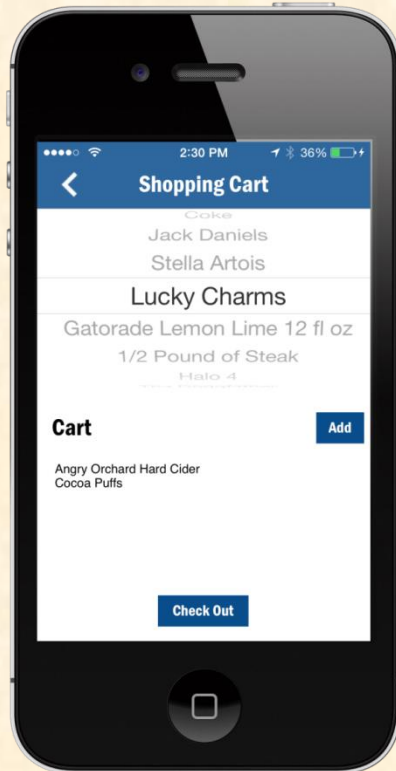 2:30 PM 36%
Shopping Cart
Coke
Jack Daniels
Stella Artois
Lucky Charms
Gatorade Lemon Lime 12 fl oz
1/2 Pound of Steak
Halo 4
Cart
Add
Angry Orchard Hard Cider
Cocoa Puffs
Check Out